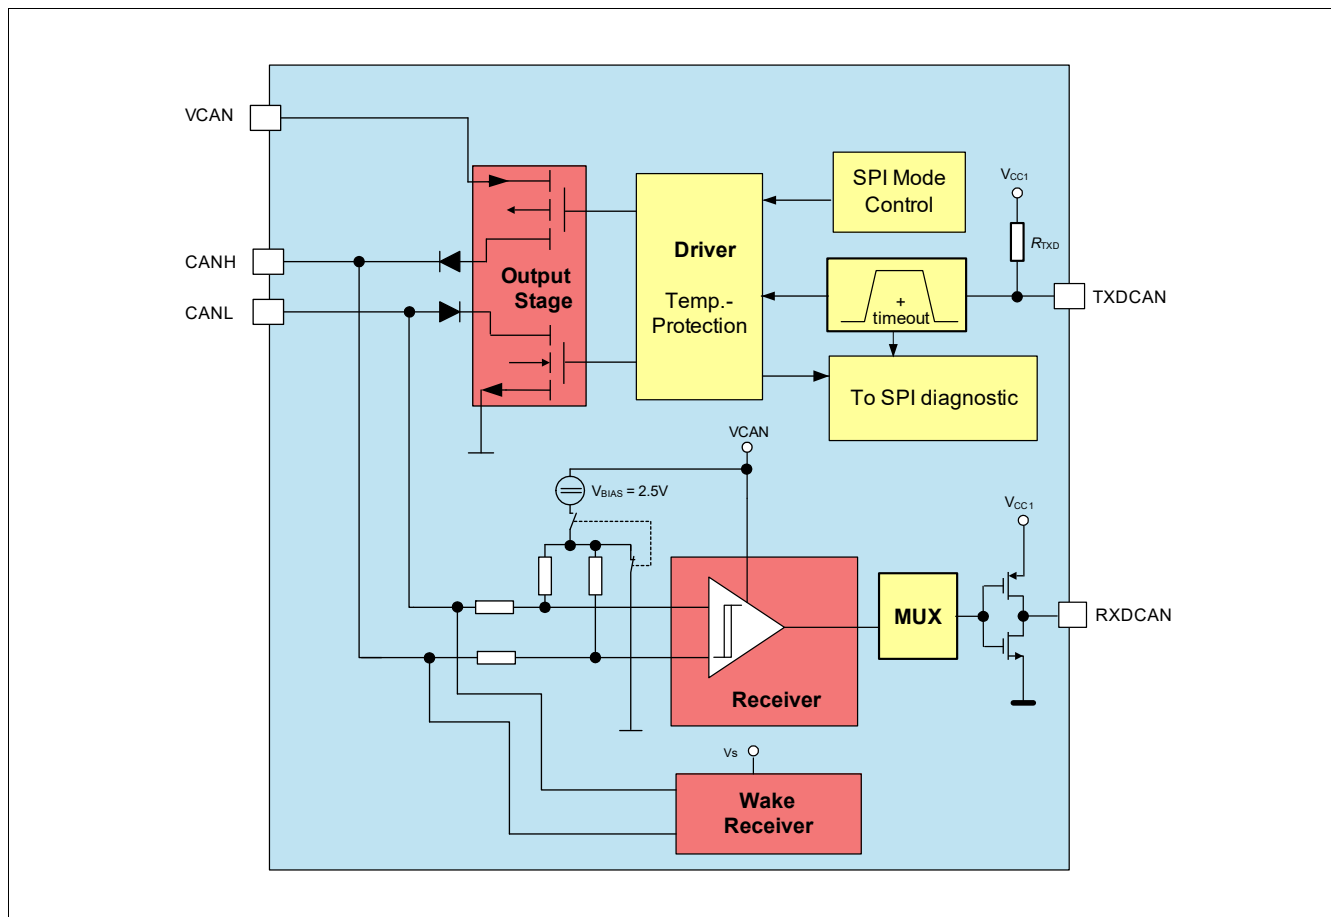 VCAN
CANH
CANL
Output
Stage
Driver
Temp.-
Protection
SPI Mode
Control
VCC1
RTXD
+
timeout
TXDCAN
To SPI diagnostic
VCAN
VBIAS = 2.5V
Receiver
MUX
VCC1
RXDCAN
Vs
Wake
Receiver